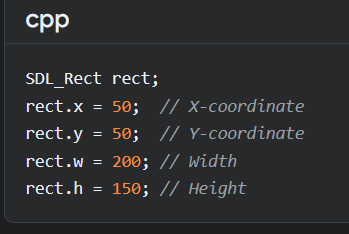 cpp
SDL_Rect rect;
rect.x = 50;  // X-coordinate
rect.y = 50;  // Y-coordinate
rect.w = 200; // Width
rect.h = 150; // Height